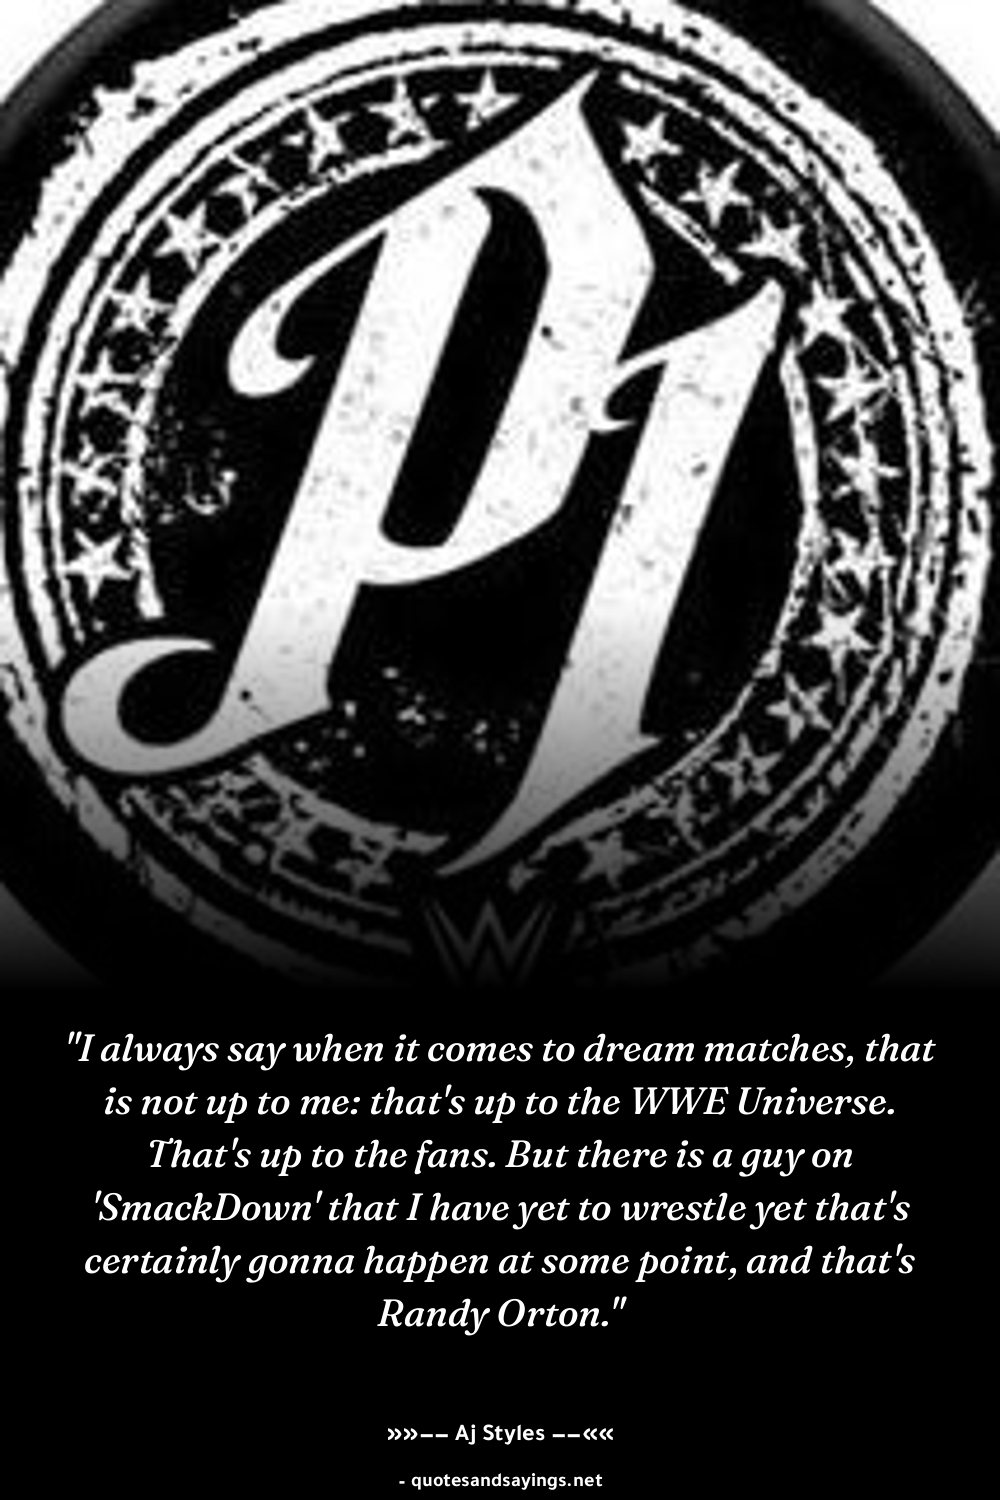 P1
W
"I always say when it comes to dream matches, that
is not up to me: that's up to the WWE Universe.
That's up to the fans. But there is a guy on
'SmackDown' that I have yet to wrestle yet that's
certainly gonna happen at some point, and that's
Randy Orton."
»»−− Aj Styles −−««
- quotesandsayings.net